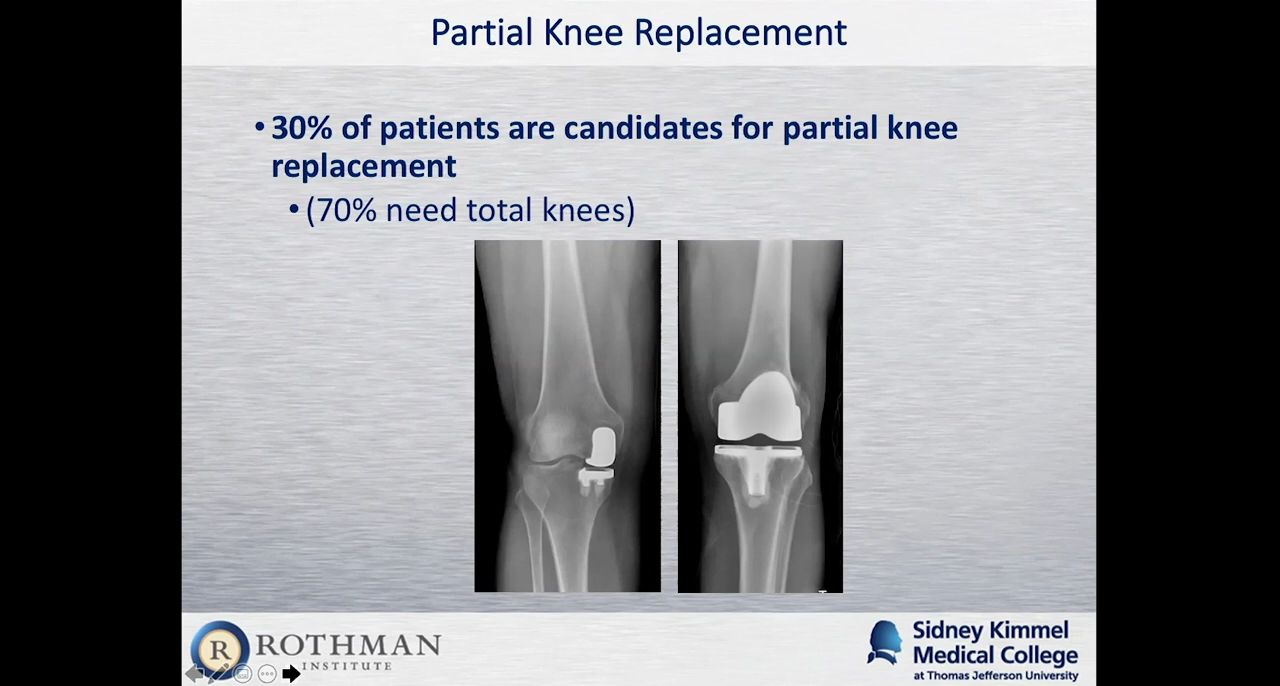 Partial Knee Replacement
• 30% of patients are candidates for partial knee
replacement
• (70% need total knees)
R
ROTHMAN
INSTITUTE
Sidney Kimmel
Medical College
at Thomas Jefferson University